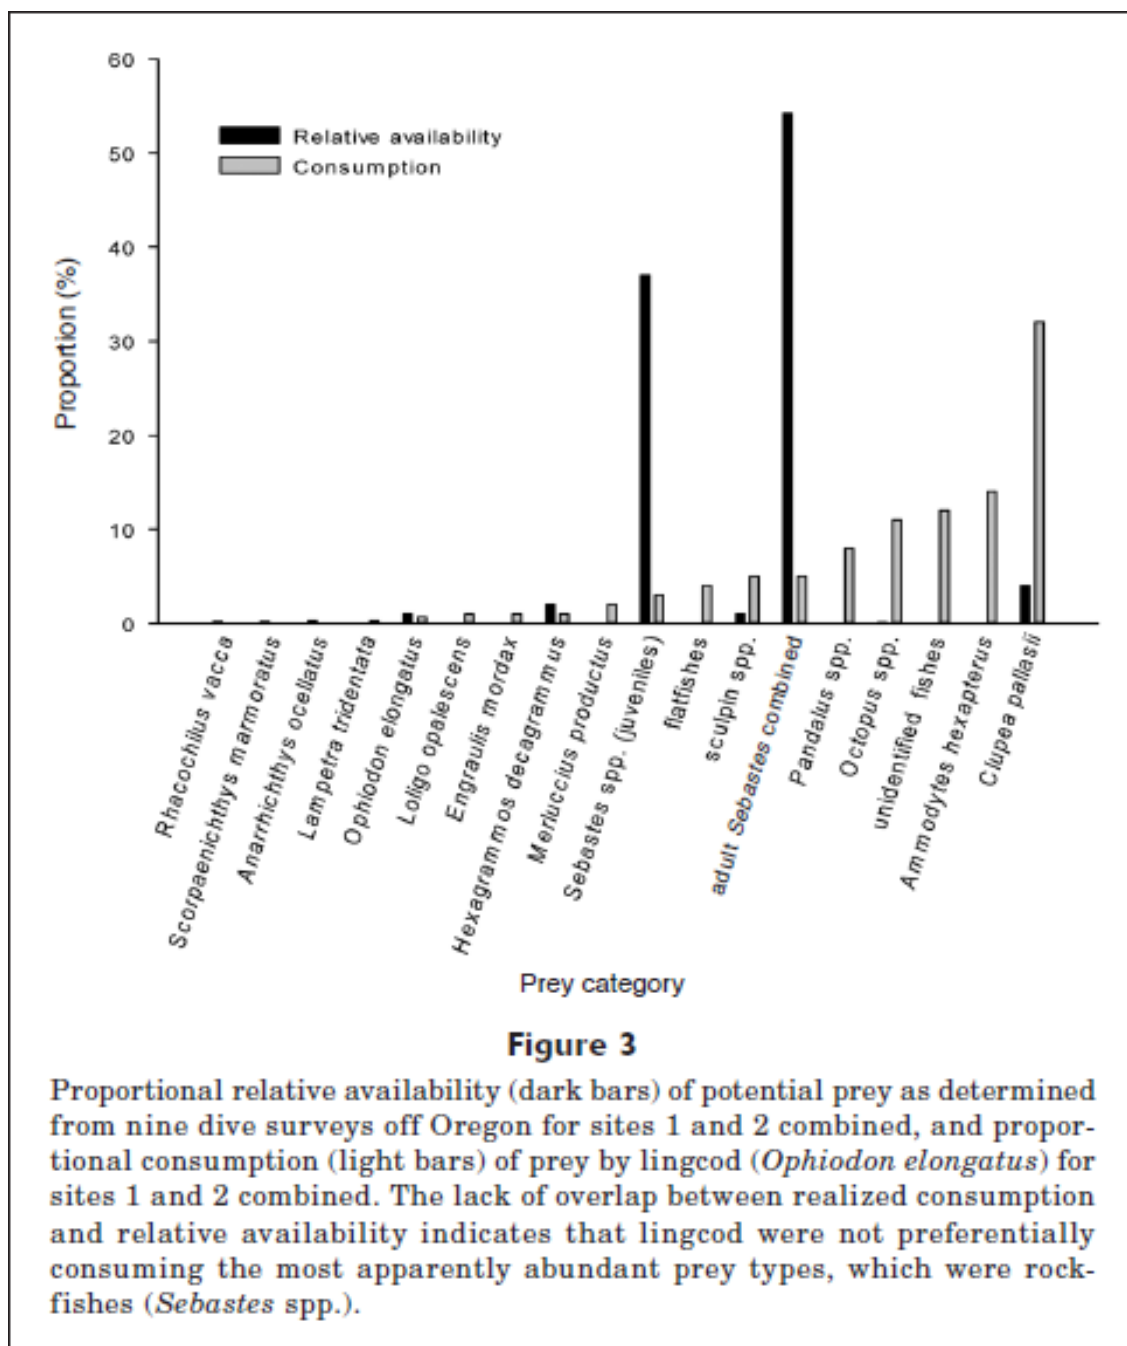 60
50
40
30
20
10
0
Proportion (%)
Relative availability
Consumption
Rhacochilus vacca
Scorpaenichthys marmoratus
Anarrhichthys ocellatus
Lampetra tridentata
Ophiodon elongatus
Loligo opalescens
Engraulis mordax
Hexagrammos decagrammus
Merluccius productus
Sebastes spp. (juveniles)
flatfishes
sculpin spp.
adult Sebastes combined
Pandalus spp.
Octopus spp.
unidentified fishes
Ammodytes hexapterus
Clupea pallasii
Prey category
Figure 3
Proportional relative availability (dark bars) of potential prey as determined
from nine dive surveys off Oregon for sites 1 and 2 combined, and propor-
tional consumption (light bars) of prey by lingcod (Ophiodon elongatus) for
sites 1 and 2 combined. The lack of overlap between realized consumption
and relative availability indicates that lingcod were not preferentially
consuming the most apparently abundant prey types, which were rock-
fishes (Sebastes spp.).